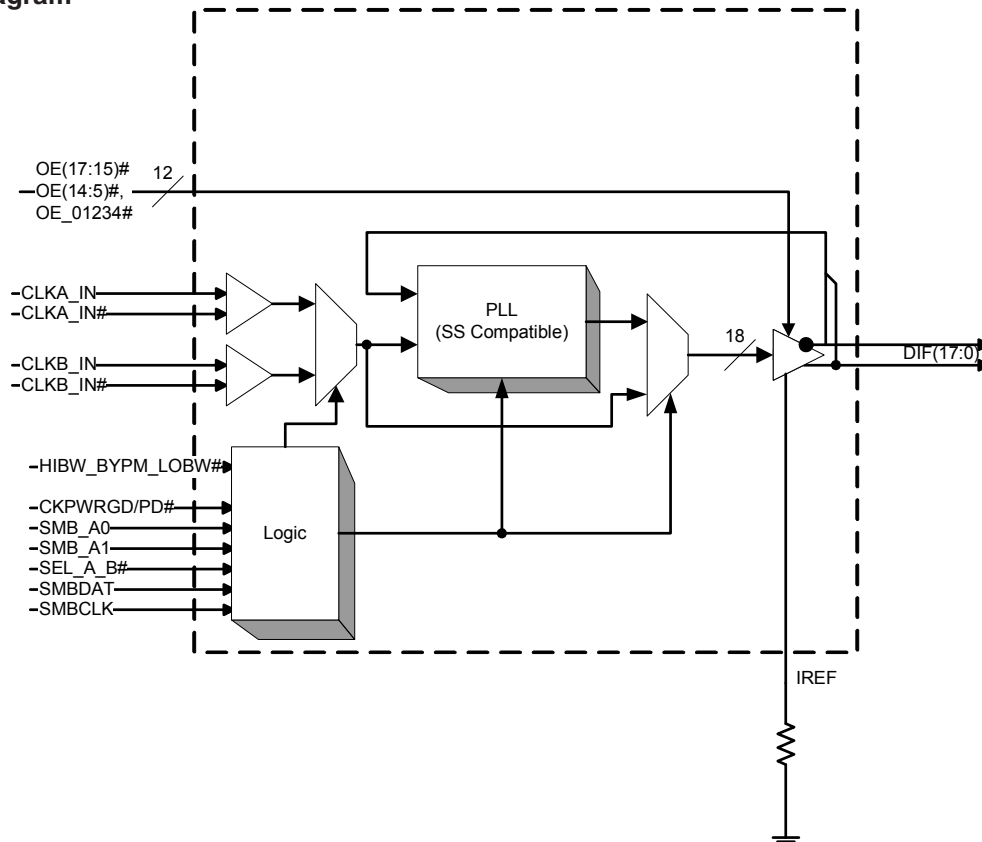 OE(17:15)#
12
OE(14:5)#,
OE_01234#
CLKA_IN
CLKA_IN#
CLKB_IN
CLKB_IN#
PLL
(SS Compatible)
18
DIF(17:0)
HIBW_BYPM_LOBW#
CKPWRGD/PD#
SMB_A0
SMB_A1
SEL_A_B#
SMBDAT
SMBCLK
Logic
IREF